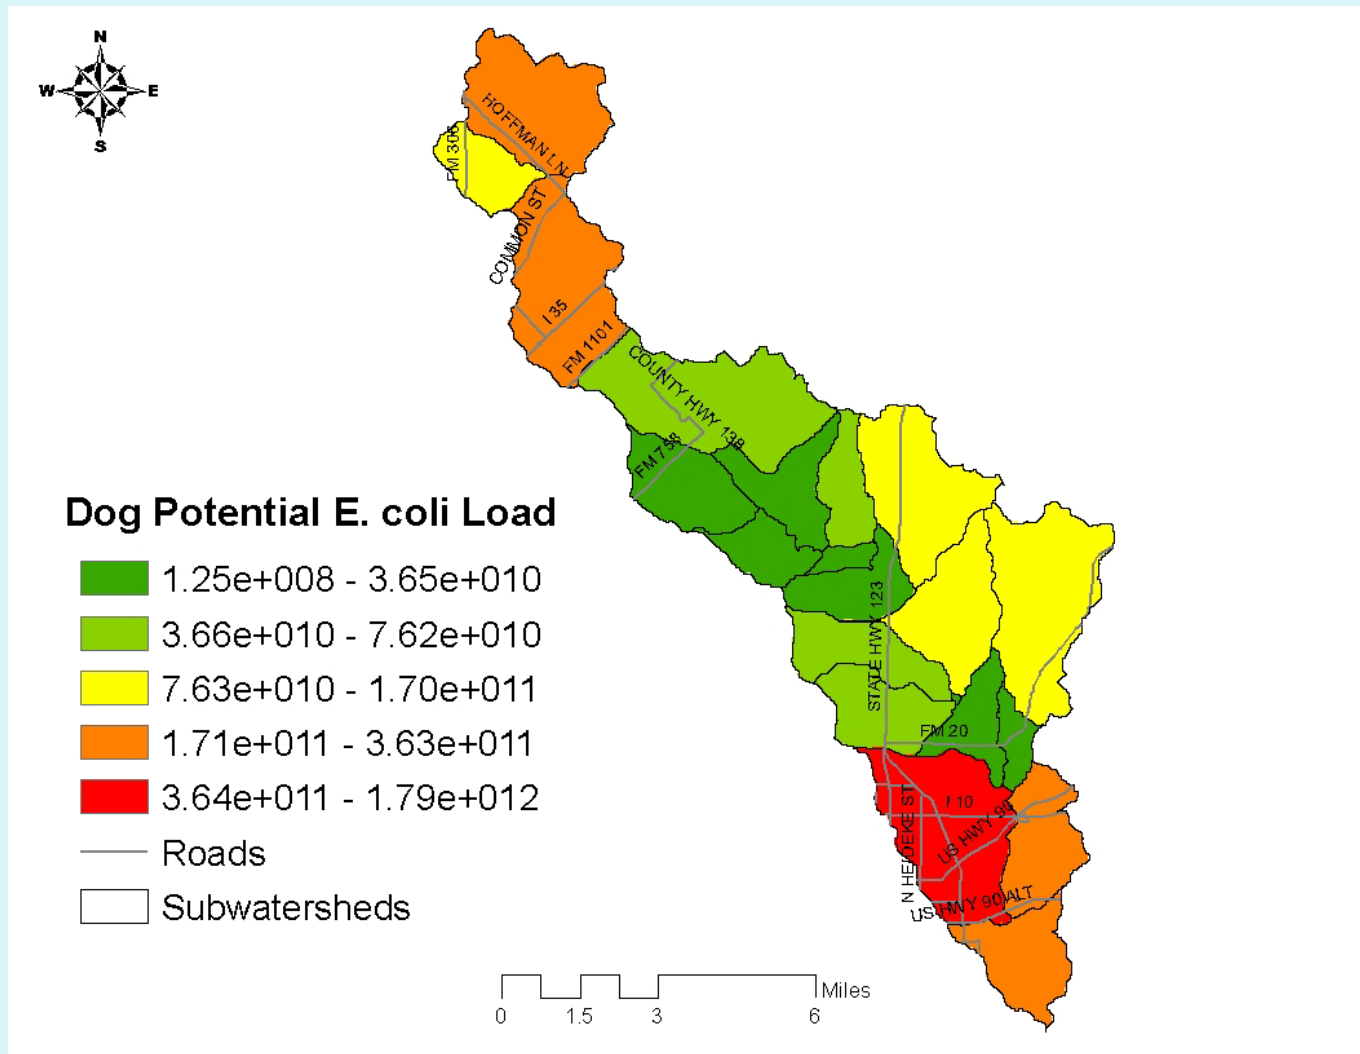 N
W E
S
HOFFMAN LN
FM 306
COMMON ST
I 35
FM 1101
COUNTY HWY 138
FM 758
STATE HWY 123
FM 20
I 10
US HWY 90
N HEIDEKE ST
US HWY 90 ALT
Dog Potential E. coli Load
1.25e+008 - 3.65e+010
3.66e+010 - 7.62e+010
7.63e+010 - 1.70e+011
1.71e+011 - 3.63e+011
3.64e+011 - 1.79e+012
Roads
Subwatersheds
Miles
0 1.5 3 6